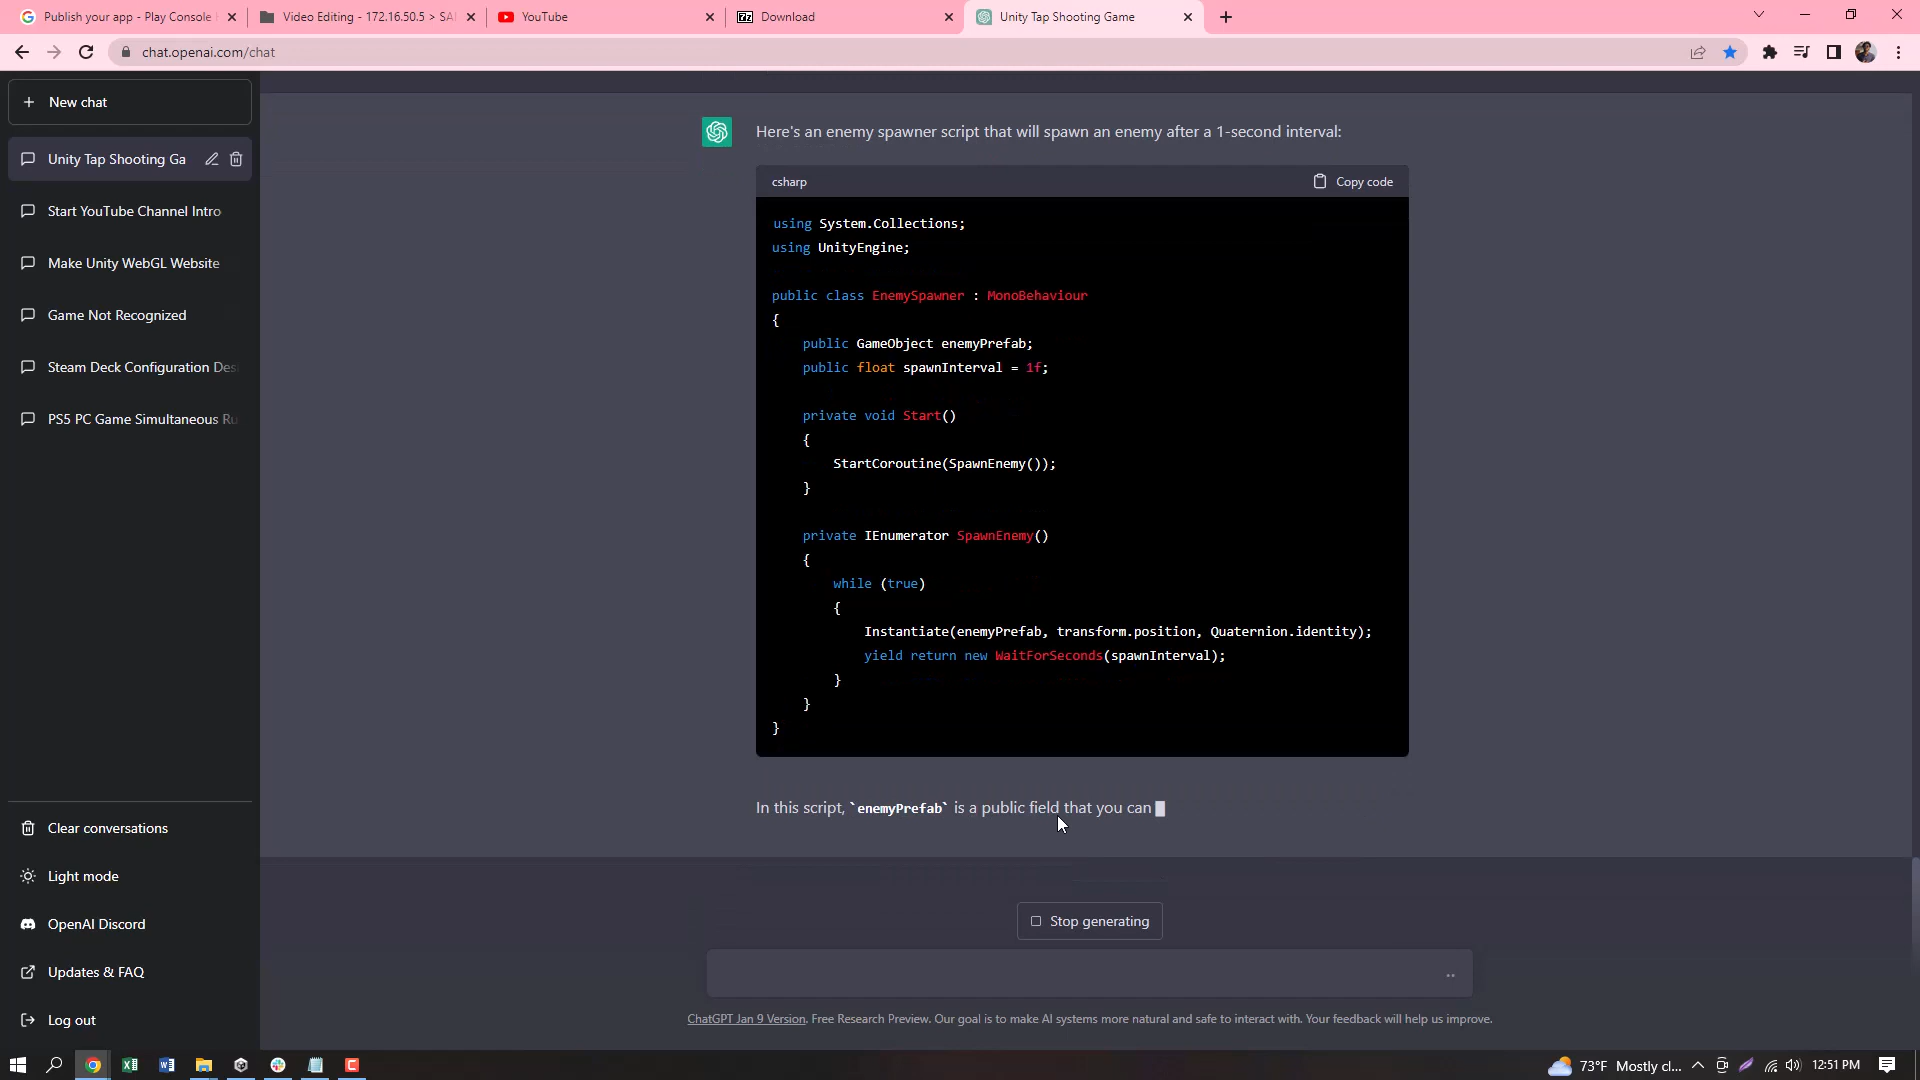 Publish your app - Play Console
Video Editing - 172.16.50.5 > SA
YouTube
Download
Unity Tap Shooting Game
chat.openai.com/chat
New chat
Unity Tap Shooting Ga
Start YouTube Channel Intro
Make Unity WebGL Website
Game Not Recognized
Steam Deck Configuration Des
PS5 PC Game Simultaneous Ru
Clear conversations
Light mode
OpenAI Discord
Updates & FAQ
Log out
Here's an enemy spawner script that will spawn an enemy after a 1-second interval:
csharp
Copy code
using System.Collections;
using UnityEngine;
public class EnemySpawner : MonoBehaviour
{
public GameObject enemyPrefab;
public float spawnInterval = 1f;
private void Start()
{
StartCoroutine(SpawnEnemy());
}
private IEnumerator SpawnEnemy()
{
while (true)
{
Instantiate(enemyPrefab, transform.position, Quaternion.identity);
yield return new WaitForSeconds(spawnInterval);
}
}
}
In this script, `enemyPrefab` is a public field that you can
Stop generating
ChatGPT Jan 9 Version. Free Research Preview. Our goal is to make AI systems more natural and safe to interact with. Your feedback will help us improve.
73°F Mostly cl...
12:51 PM